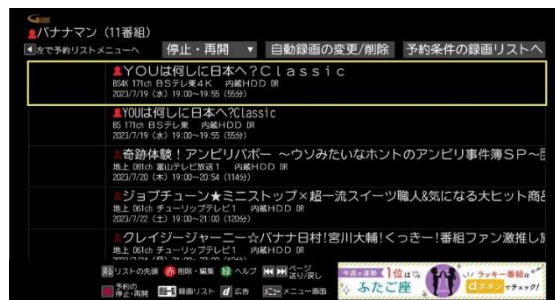 バナナマン (11番組)
左で予約リストメニューへ 停止・再開 ▼ 自動録画の変更/削除 予約条件の録画リストへ
YOUは何しに日本へ?Classic
BS4K 171ch BSテレ東4K 内蔵HDD DR
2023/7/19 (水) 19:00~19:55 (55分)
YOUは何しに日本へ?Classic
BS 171ch BSテレ東 内蔵HDD DR
2023/7/19 (水) 19:00~19:55 (55分)
奇跡体験!アンビリバボー ~ウソみたいなホントのアンビリ事件簿SP~
地上 081ch 富山テレビ放送1 内蔵HDD DR
2023/7/20 (木) 19:00~20:54 (114分)
ジョブチューン★ミニストップ×超一流スイーツ職人&気になる大ヒット商品
地上 061ch チューリップテレビ1 内蔵HDD DR
2023/7/22 (土) 19:00~21:00 (120分)
クレイジージャーニー☆バナナ日村!宮川大輔!くっきー!番組ファン激推し
地上 061ch チューリップテレビ1 内蔵HDD DR
リストの先頭 赤 削除・編集 緑 ヘルプ ページ送り/戻し
予約の停止・再開 録画リスト d 広告 メニュー画面
今週の運勢 1位は ふたご座
ラッキー番組は dボタンでチェック!